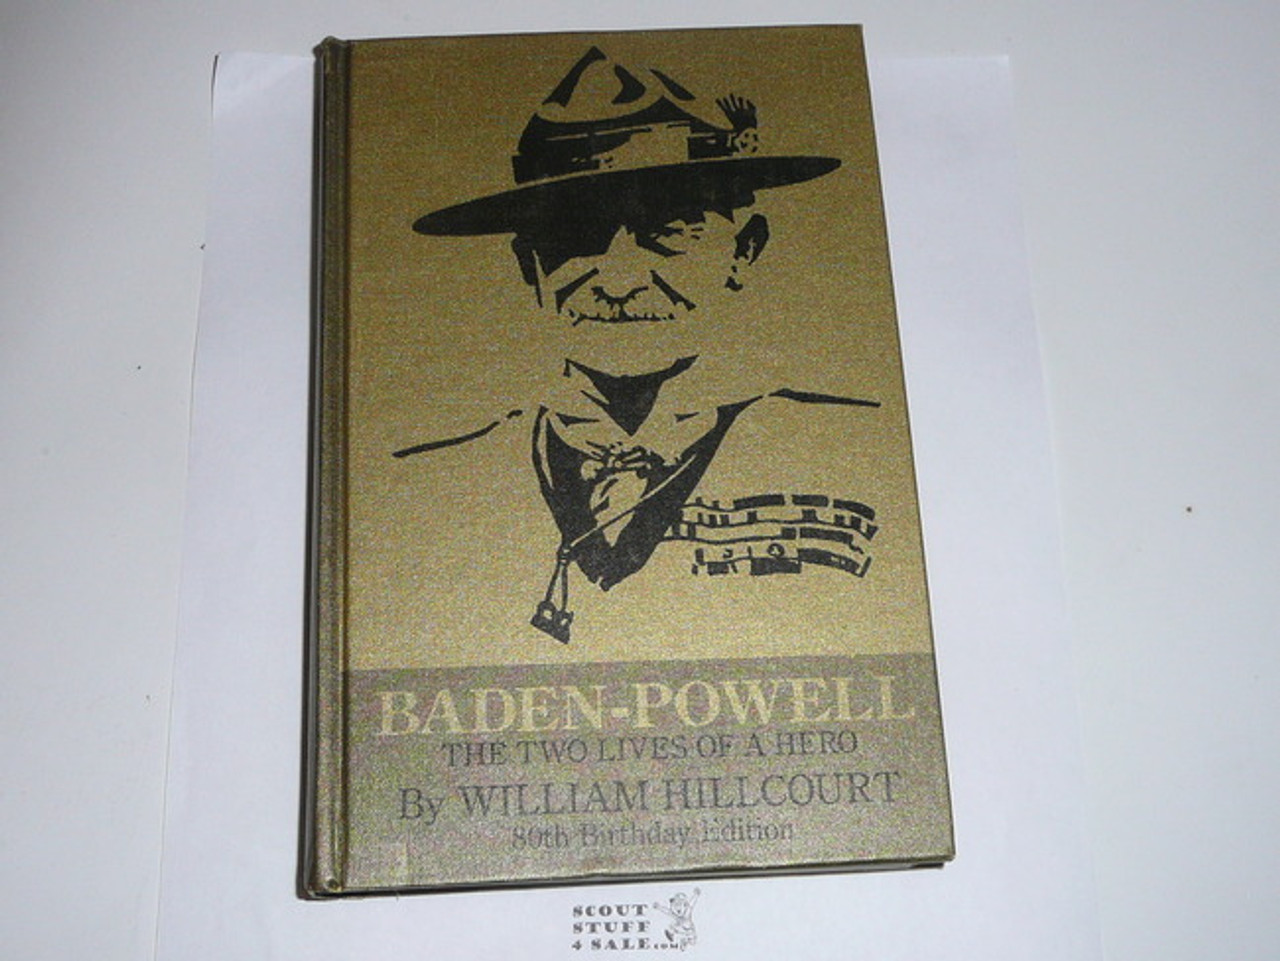 BADEN-POWELL
THE TWO LIVES OF A HERO
By WILLIAM HILLCOURT
80th Birthday Edition
SCOUT
STUFF
4 SALE.COM